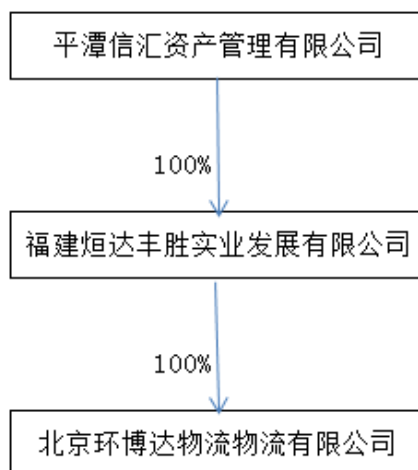 平潭信汇资产管理有限公司
100%
福建烜达丰胜实业发展有限公司
100%
北京环博达物流物流有限公司